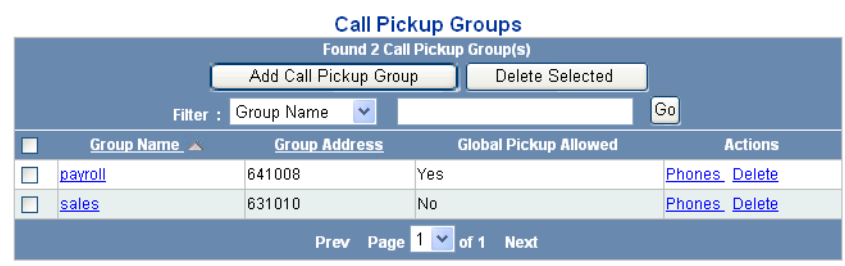 Call Pickup Groups
Found 2 Call Pickup Group(s)
Add Call Pickup Group Delete Selected
Filter : Group Name Go
Group Name Group Address Global Pickup Allowed Actions
payroll 641008 Yes Phones Delete
sales 631010 No Phones Delete
Prev Page 1 of 1 Next